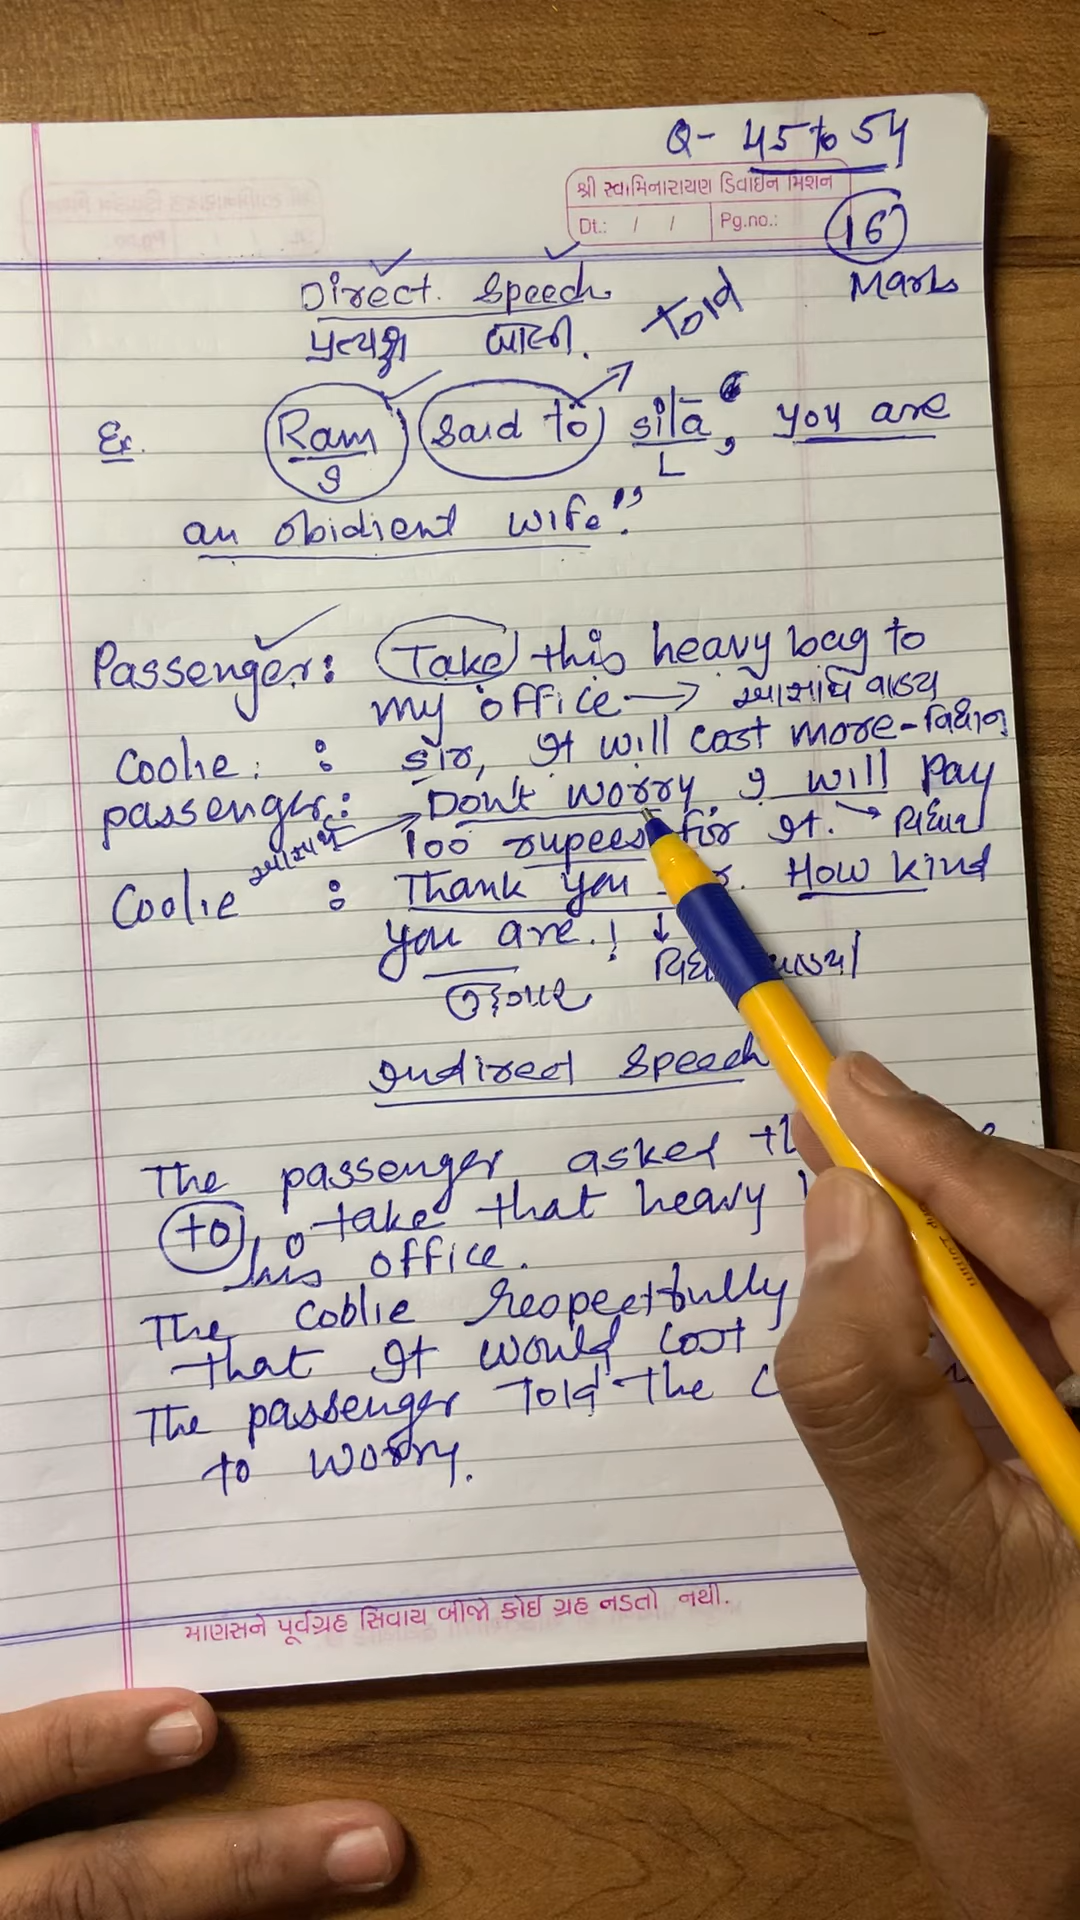 Q- 45 to 54
શ્રી સ્વામિનારાયણ ડિવાઈન મિશન
Dt.: / / Pg.no.:
16
Marks
Direct. Speech
પ્રત્યક્ષ
Told
Ex. Ram said to sita, "you are
S L
an obidient wife."
Passenger: Take this heavy bag to
my office →
Coolie : sir, It will cost more - વિધાન
passenger: Don't worry. I will pay
100 rupees for It. →
Coolie : Thank you How kind
you are.!
Indirect Speech
The passenger asked
to take that heavy
his office.
The Coolie respectfully
that It would cost
The passenger Told the
to worry.
માણસને પૂર્વગ્રહ સિવાય બીજો કોઈ ગ્રહ નડતો નથી.